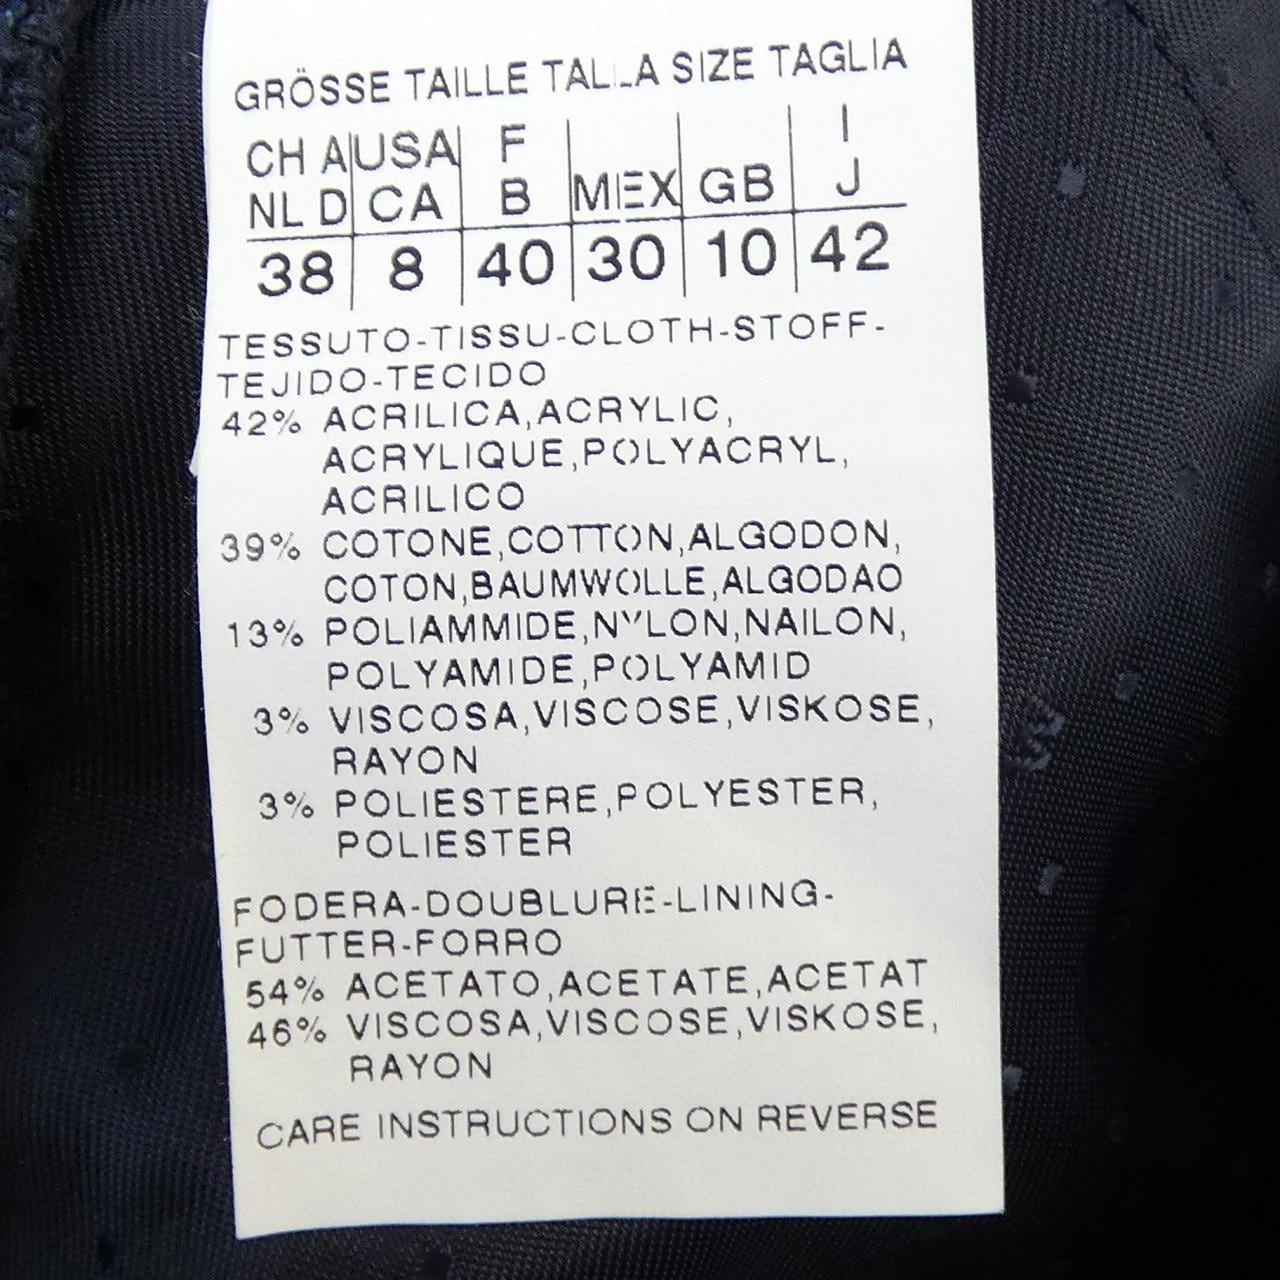 GRÖSSE TAILLE TALLA SIZE TAGLIA
CH A USA F I
NL D CA B MEX GB J
38 8 40 30 10 42
TESSUTO-TISSU-CLOTH-STOFF-
TEJIDO-TECIDO
42% ACRILICA,ACRYLIC,
ACRYLIQUE,POLYACRYL,
ACRILICO
39% COTONE,COTTON,ALGODON,
COTON,BAUMWOLLE,ALGODAO
13% POLIAMMIDE,NYLON,NAILON,
POLYAMIDE,POLYAMID
3% VISCOSA,VISCOSE,VISKOSE,
RAYON
3% POLIESTERE,POLYESTER,
POLIESTER
FODERA-DOUBLURE-LINING-
FUTTER-FORRO
54% ACETATO,ACETATE,ACETAT
46% VISCOSA,VISCOSE,VISKOSE,
RAYON
CARE INSTRUCTIONS ON REVERSE